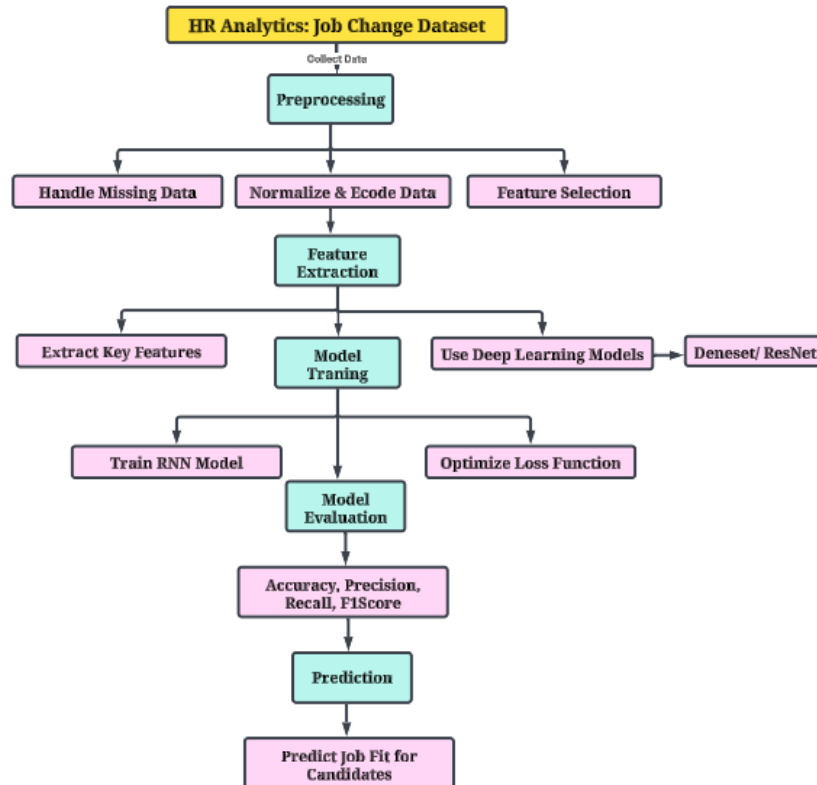 HR Analytics: Job Change Dataset
Collect Data
Preprocessing
Handle Missing Data
Normalize & Ecode Data
Feature Selection
Feature
Extraction
Extract Key Features
Model
Traning
Use Deep Learning Models
Deneset/ ResNet
Train RNN Model
Optimize Loss Function
Model
Evaluation
Accuracy, Precision,
Recall, F1Score
Prediction
Predict Job Fit for
Candidates